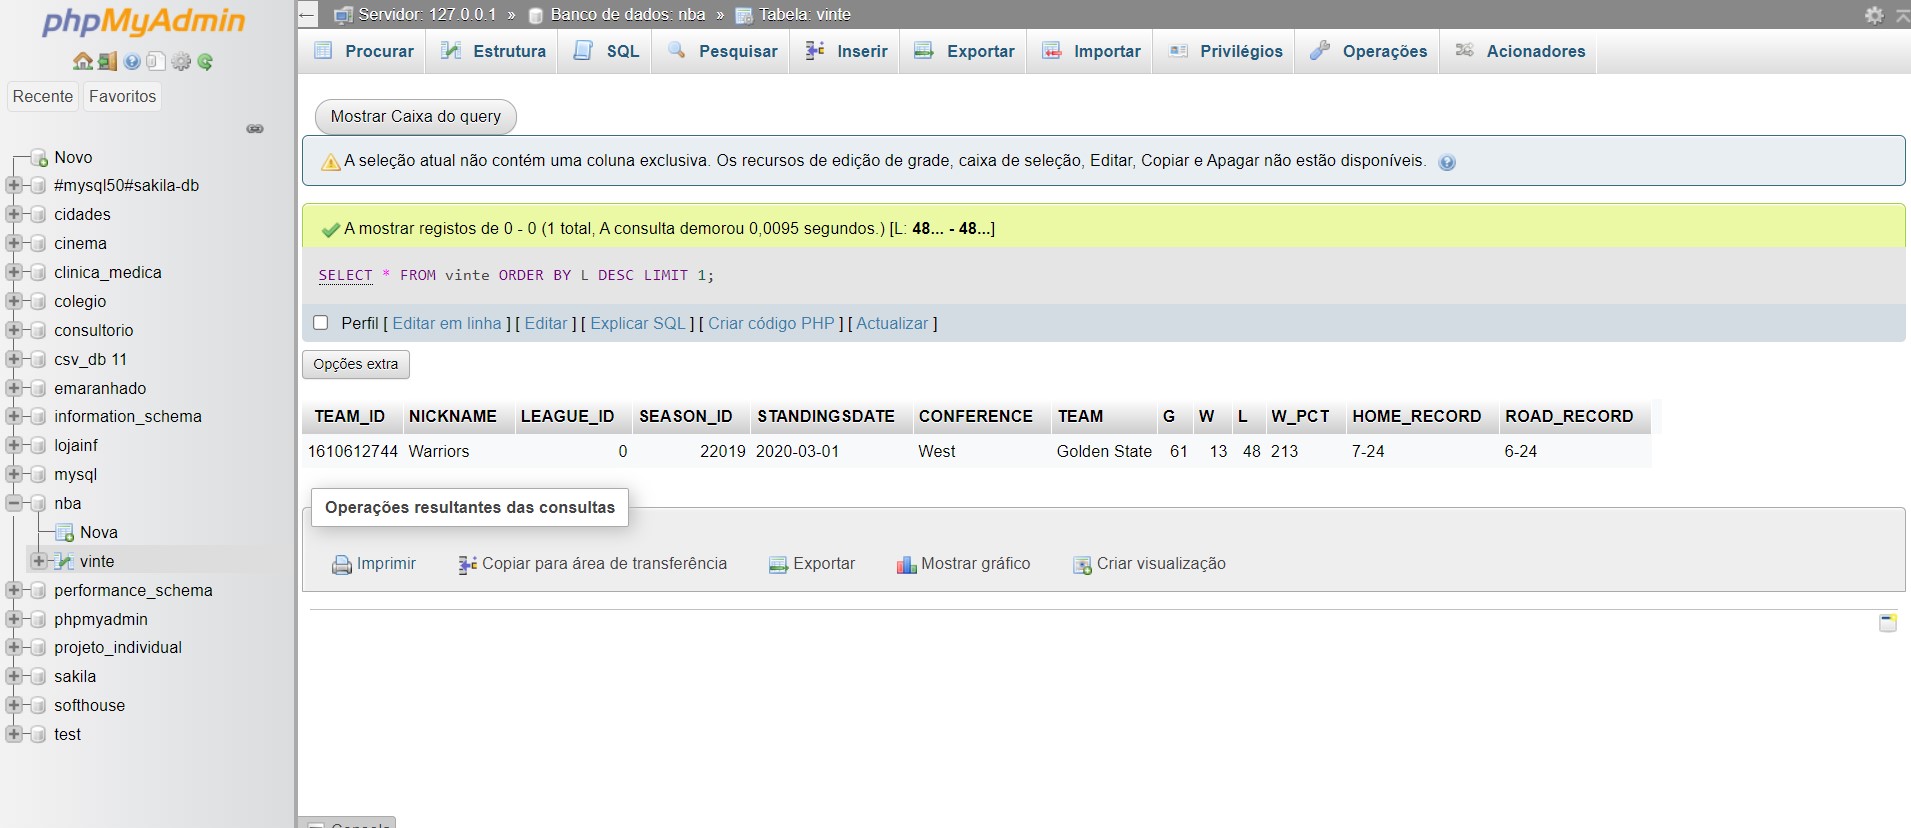 phpMyAdmin
Recente Favoritos
Novo
#mysql50#sakila-db
cidades
cinema
clinica_medica
colegio
consultorio
csv_db 11
emaranhado
information_schema
lojainf
mysql
nba
Nova
vinte
performance_schema
phpmyadmin
projeto_individual
sakila
softhouse
test
← Servidor: 127.0.0.1 » Banco de dados: nba » Tabela: vinte
Procurar Estrutura SQL Pesquisar Inserir Exportar Importar Privilégios Operações Acionadores
Mostrar Caixa do query
A seleção atual não contém uma coluna exclusiva. Os recursos de edição de grade, caixa de seleção, Editar, Copiar e Apagar não estão disponíveis.
A mostrar registos de 0 - 0 (1 total, A consulta demorou 0,0095 segundos.) [L: 48... - 48...]
SELECT * FROM vinte ORDER BY L DESC LIMIT 1;
Perfil [ Editar em linha ] [ Editar ] [ Explicar SQL ] [ Criar código PHP ] [ Actualizar ]
Opções extra
TEAM_ID NICKNAME LEAGUE_ID SEASON_ID STANDINGSDATE CONFERENCE TEAM G W L W_PCT HOME_RECORD ROAD_RECORD
1610612744 Warriors 0 22019 2020-03-01 West Golden State 61 13 48 213 7-24 6-24
Operações resultantes das consultas
Imprimir Copiar para área de transferência Exportar Mostrar gráfico Criar visualização
Console